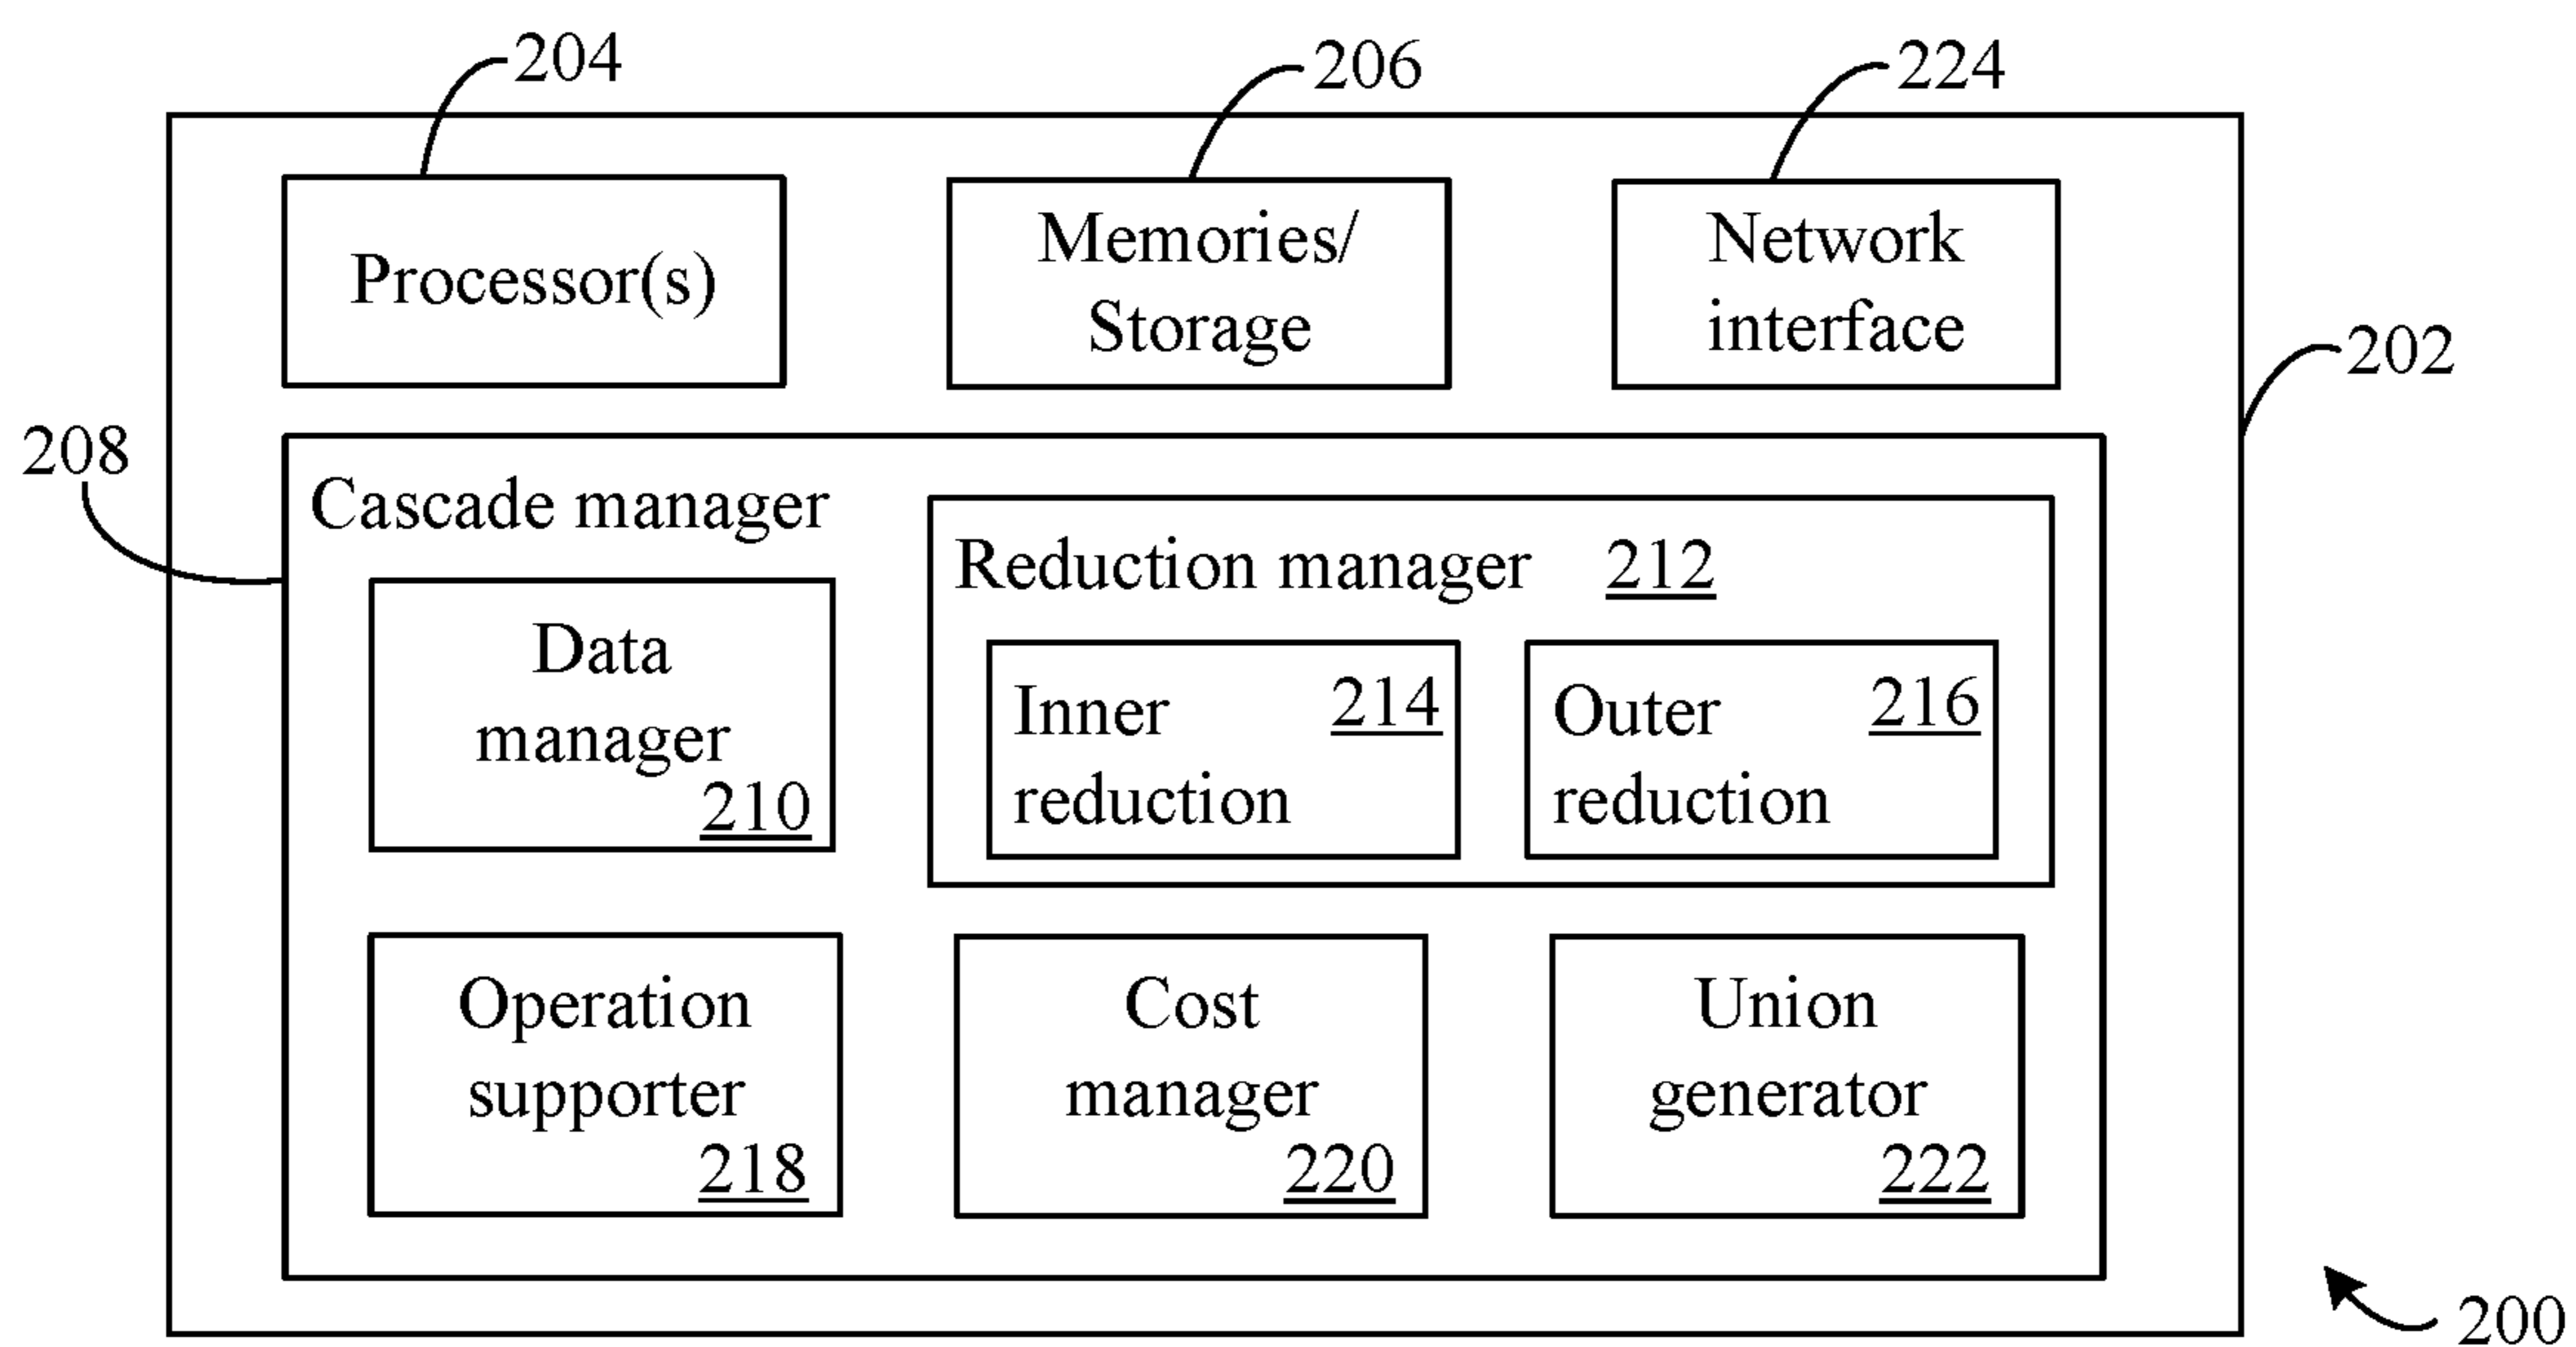 204
206
224
Processor(s)
Memories/
Storage
Network
interface
202
208
Cascade manager
Data
manager
210
Reduction manager 212
Inner 214
reduction
Outer 216
reduction
Operation
supporter
218
Cost
manager
220
Union
generator
222
200